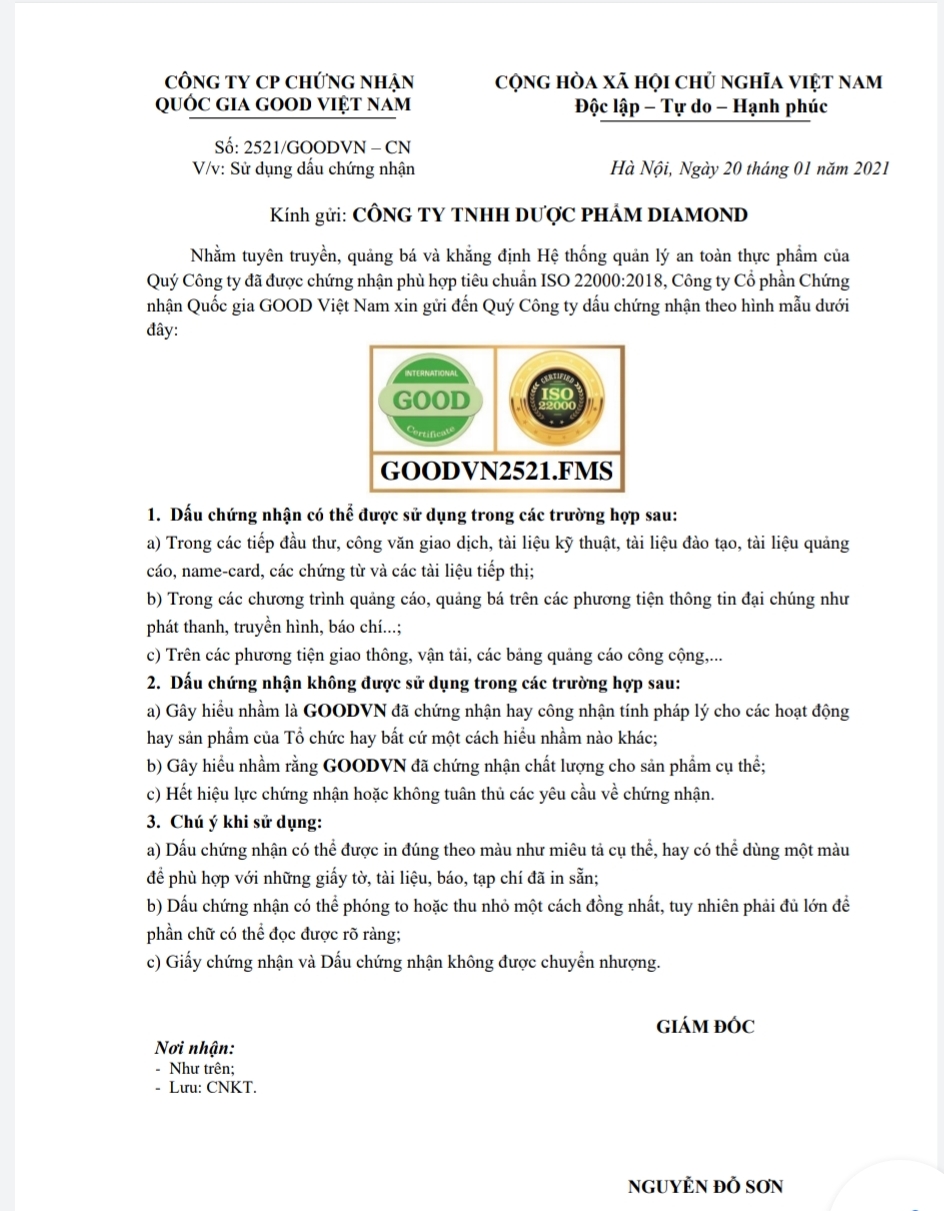 CÔNG TY CP CHỨNG NHẬN
QUỐC GIA GOOD VIỆT NAM
CỘNG HÒA XÃ HỘI CHỦ NGHĨA VIỆT NAM
Độc lập – Tự do – Hạnh phúc
Số: 2521/GOODVN – CN
V/v: Sử dụng dấu chứng nhận
Hà Nội, Ngày 20 tháng 01 năm 2021
Kính gửi: CÔNG TY TNHH DƯỢC PHẨM DIAMOND
Nhằm tuyên truyền, quảng bá và khẳng định Hệ thống quản lý an toàn thực phẩm của
Quý Công ty đã được chứng nhận phù hợp tiêu chuẩn ISO 22000:2018, Công ty Cổ phần Chứng
nhận Quốc gia GOOD Việt Nam xin gửi đến Quý Công ty dấu chứng nhận theo hình mẫu dưới
đây:
INTERNATIONAL
GOOD
Certificate
CERTIFIED
ISO
22000
GOODVN2521.FMS
1. Dấu chứng nhận có thể được sử dụng trong các trường hợp sau:
a) Trong các tiếp đầu thư, công văn giao dịch, tài liệu kỹ thuật, tài liệu đào tạo, tài liệu quảng
cáo, name-card, các chứng từ và các tài liệu tiếp thị;
b) Trong các chương trình quảng cáo, quảng bá trên các phương tiện thông tin đại chúng như
phát thanh, truyền hình, báo chí...;
c) Trên các phương tiện giao thông, vận tải, các bảng quảng cáo công cộng,...
2. Dấu chứng nhận không được sử dụng trong các trường hợp sau:
a) Gây hiểu nhầm là GOODVN đã chứng nhận hay công nhận tính pháp lý cho các hoạt động
hay sản phẩm của Tổ chức hay bất cứ một cách hiểu nhầm nào khác;
b) Gây hiểu nhầm rằng GOODVN đã chứng nhận chất lượng cho sản phẩm cụ thể;
c) Hết hiệu lực chứng nhận hoặc không tuân thủ các yêu cầu về chứng nhận.
3. Chú ý khi sử dụng:
a) Dấu chứng nhận có thể được in đúng theo màu như miêu tả cụ thể, hay có thể dùng một màu
để phù hợp với những giấy tờ, tài liệu, báo, tạp chí đã in sẵn;
b) Dấu chứng nhận có thể phóng to hoặc thu nhỏ một cách đồng nhất, tuy nhiên phải đủ lớn để
phần chữ có thể đọc được rõ ràng;
c) Giấy chứng nhận và Dấu chứng nhận không được chuyển nhượng.
GIÁM ĐỐC
Nơi nhận:
- Như trên;
- Lưu: CNKT.
NGUYỄN ĐỖ SƠN